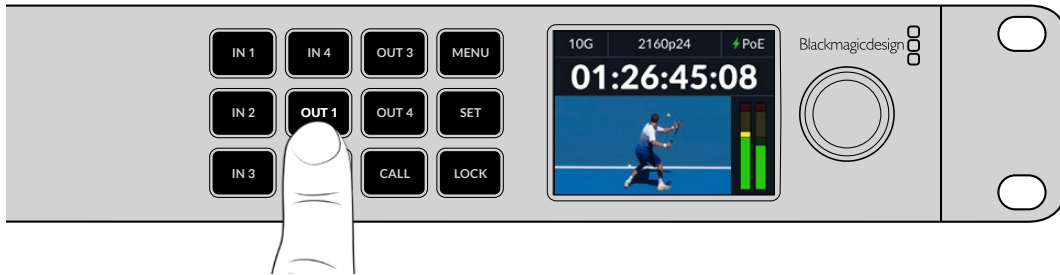 IN 1 IN 4 OUT 3 MENU
IN 2 OUT 1 OUT 4 SET
IN 3 CALL LOCK
10G 2160p24 PoE
01:26:45:08
Blackmagicdesign